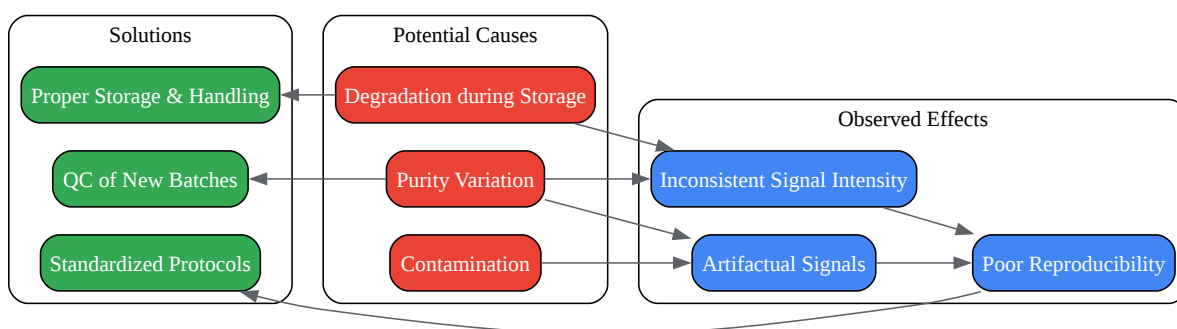 Solutions
Proper Storage & Handling
QC of New Batches
Standardized Protocols
Potential Causes
Degradation during Storage
Purity Variation
Contamination
Observed Effects
Inconsistent Signal Intensity
Artifactual Signals
Poor Reproducibility